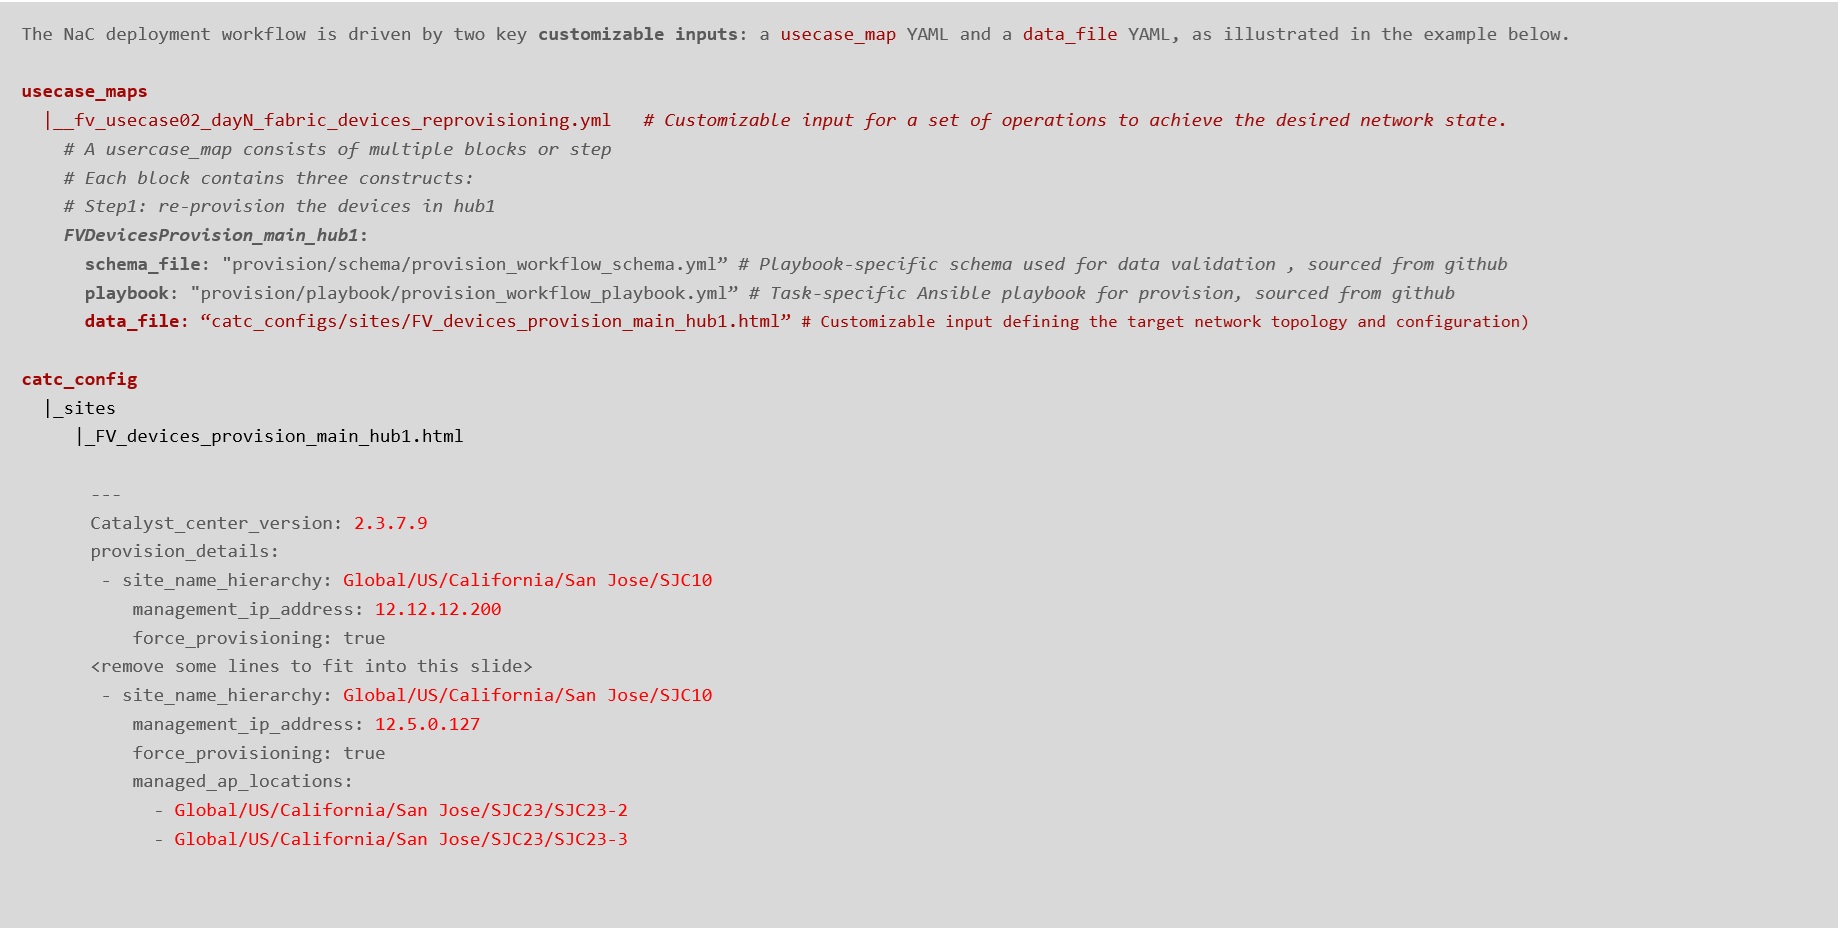 The NaC deployment workflow is driven by two key customizable inputs: a usecase_map YAML and a data_file YAML, as illustrated in the example below.
usecase_maps
|__fv_usecase02_dayN_fabric_devices_reprovisioning.yml # Customizable input for a set of operations to achieve the desired network state.
# A usercase_map consists of multiple blocks or step
# Each block contains three constructs:
# Step1: re-provision the devices in hub1
FVDevicesProvision_main_hub1:
schema_file: "provision/schema/provision_workflow_schema.yml” # Playbook-specific schema used for data validation , sourced from github
playbook: "provision/playbook/provision_workflow_playbook.yml” # Task-specific Ansible playbook for provision, sourced from github
data_file: “catc_configs/sites/FV_devices_provision_main_hub1.html” # Customizable input defining the target network topology and configuration)
catc_config
|_sites
|_FV_devices_provision_main_hub1.html
---
Catalyst_center_version: 2.3.7.9
provision_details:
- site_name_hierarchy: Global/US/California/San Jose/SJC10
management_ip_address: 12.12.12.200
force_provisioning: true
<remove some lines to fit into this slide>
- site_name_hierarchy: Global/US/California/San Jose/SJC10
management_ip_address: 12.5.0.127
force_provisioning: true
managed_ap_locations:
- Global/US/California/San Jose/SJC23/SJC23-2
- Global/US/California/San Jose/SJC23/SJC23-3